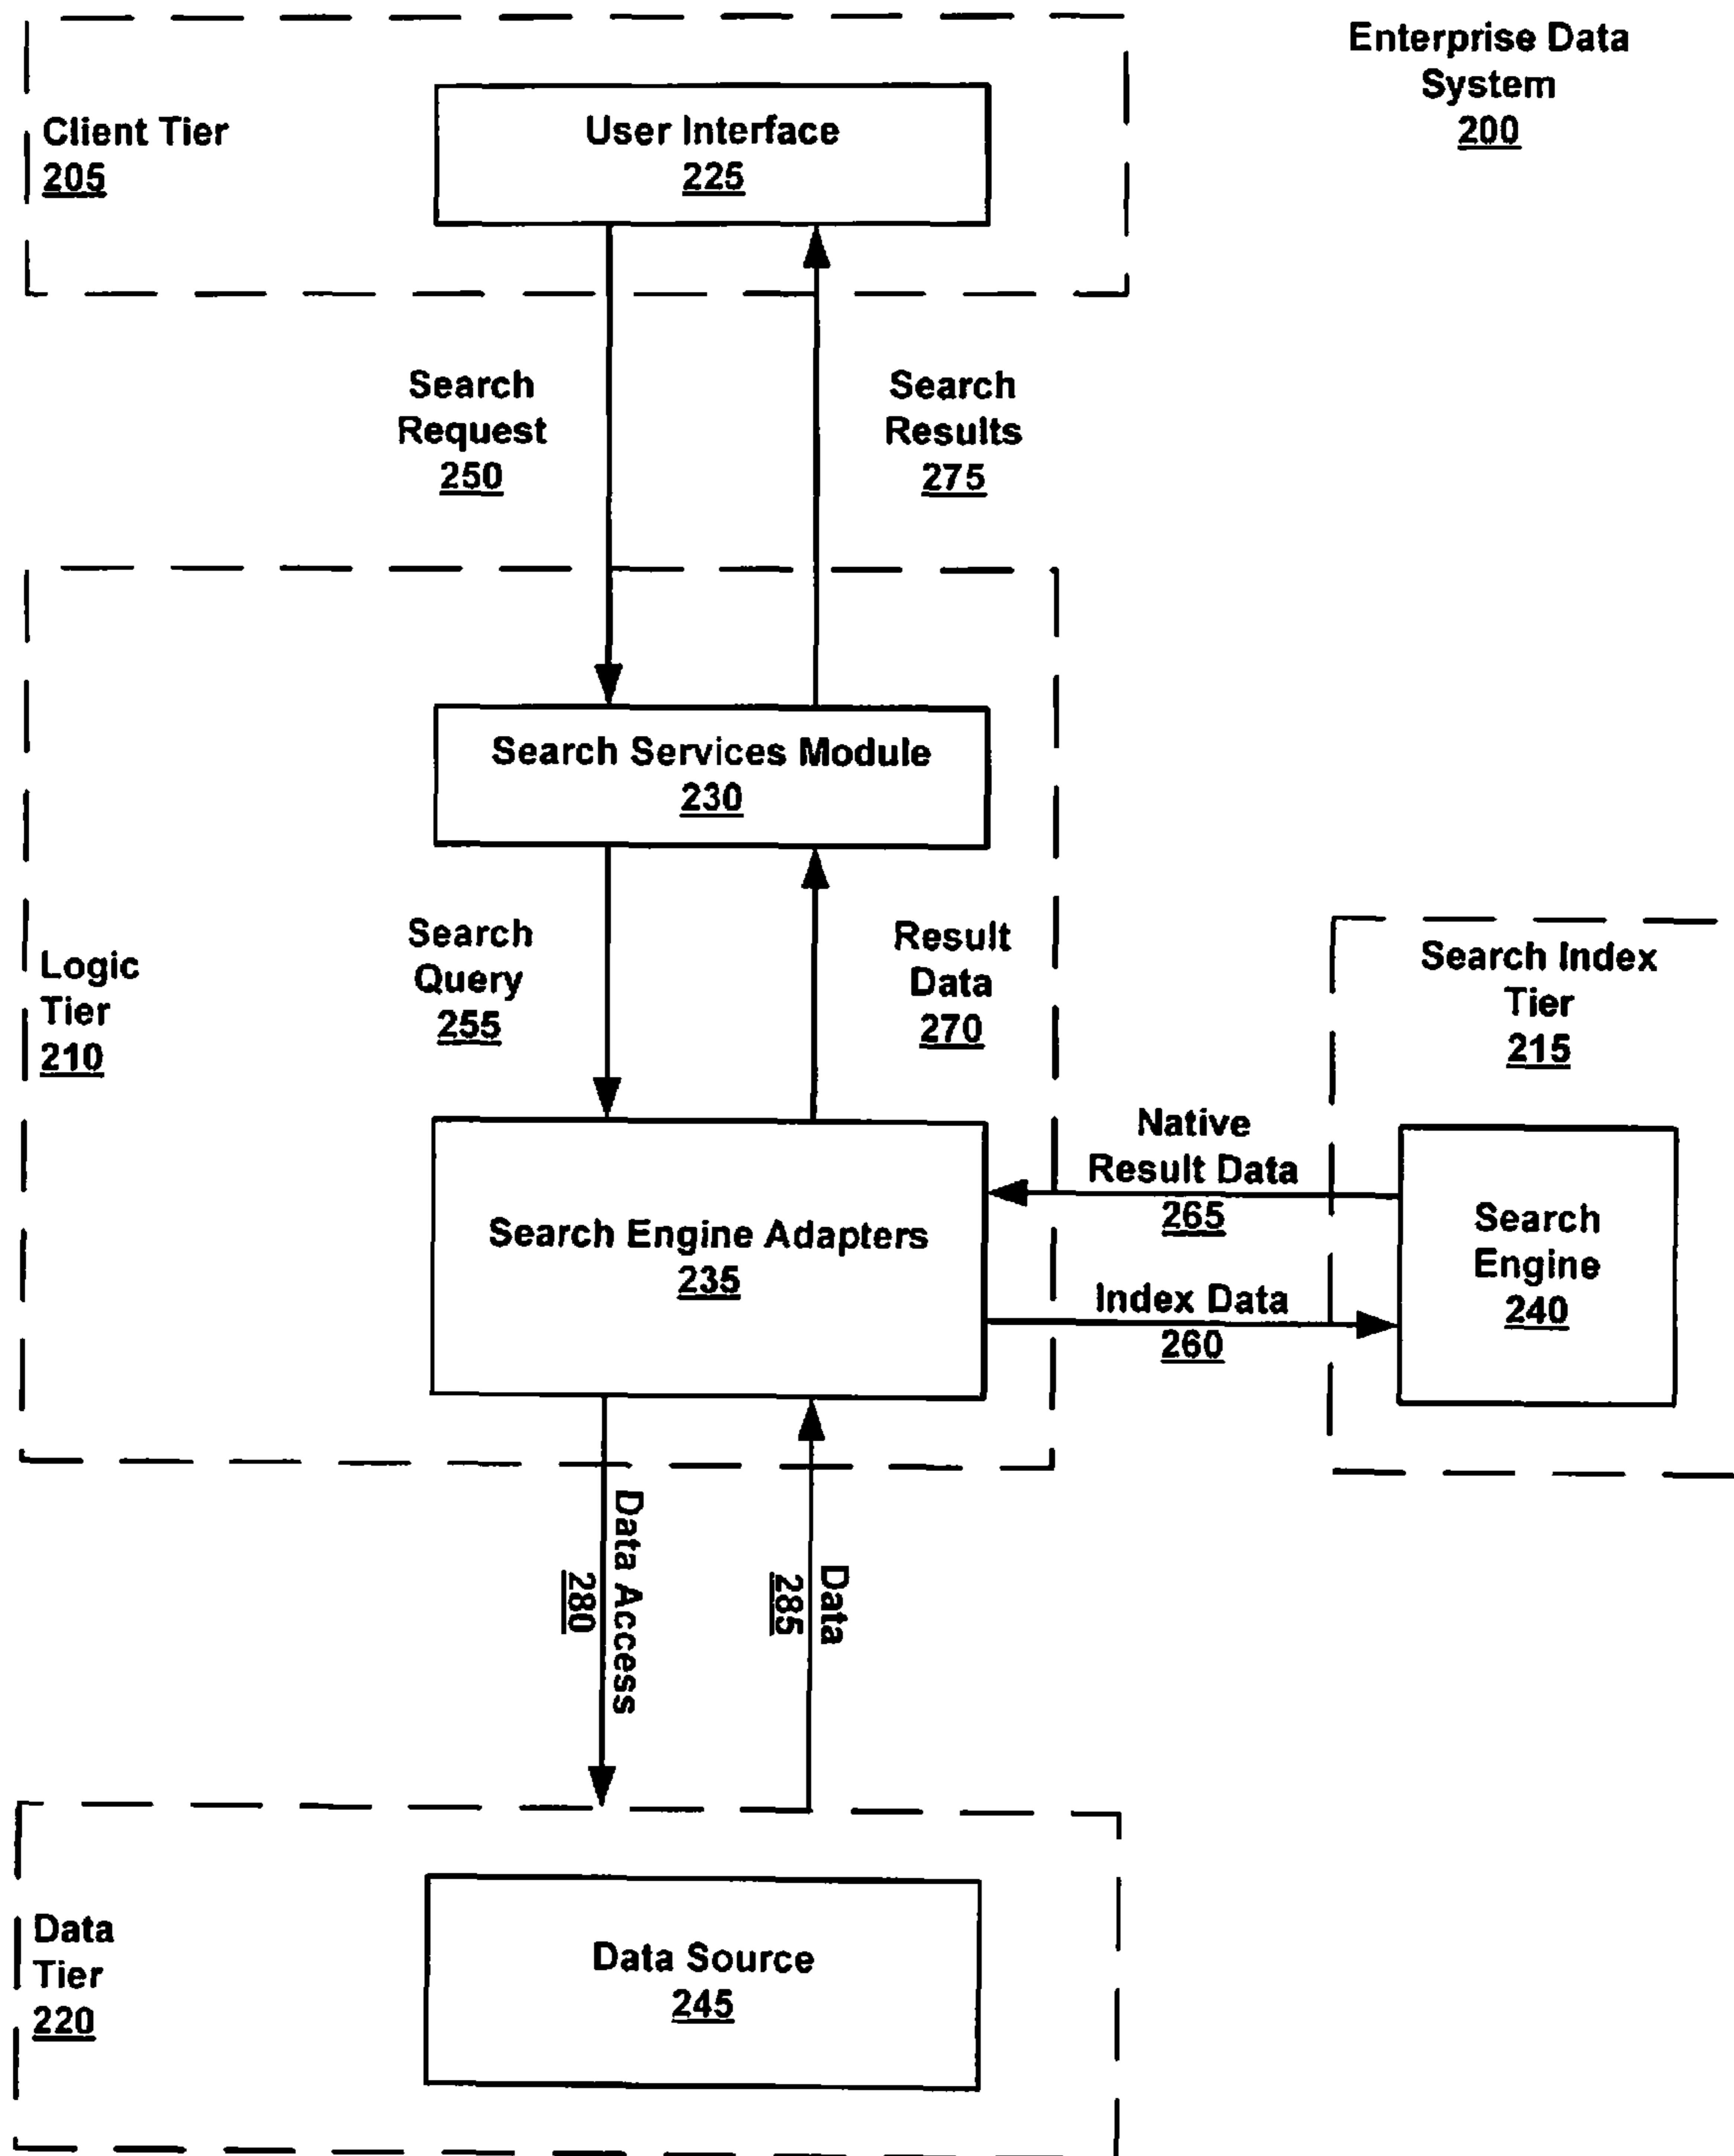 Enterprise Data
System
200
Client Tier
205
User Interface
225
Search
Request
250
Search
Results
275
Search Services Module
230
Logic
Tier
210
Search
Query
255
Result
Data
270
Search Index
Tier
215
Native
Result Data
265
Search Engine Adapters
235
Index Data
260
Search
Engine
240
Data Access
280
Data
285
Data
Tier
220
Data Source
245